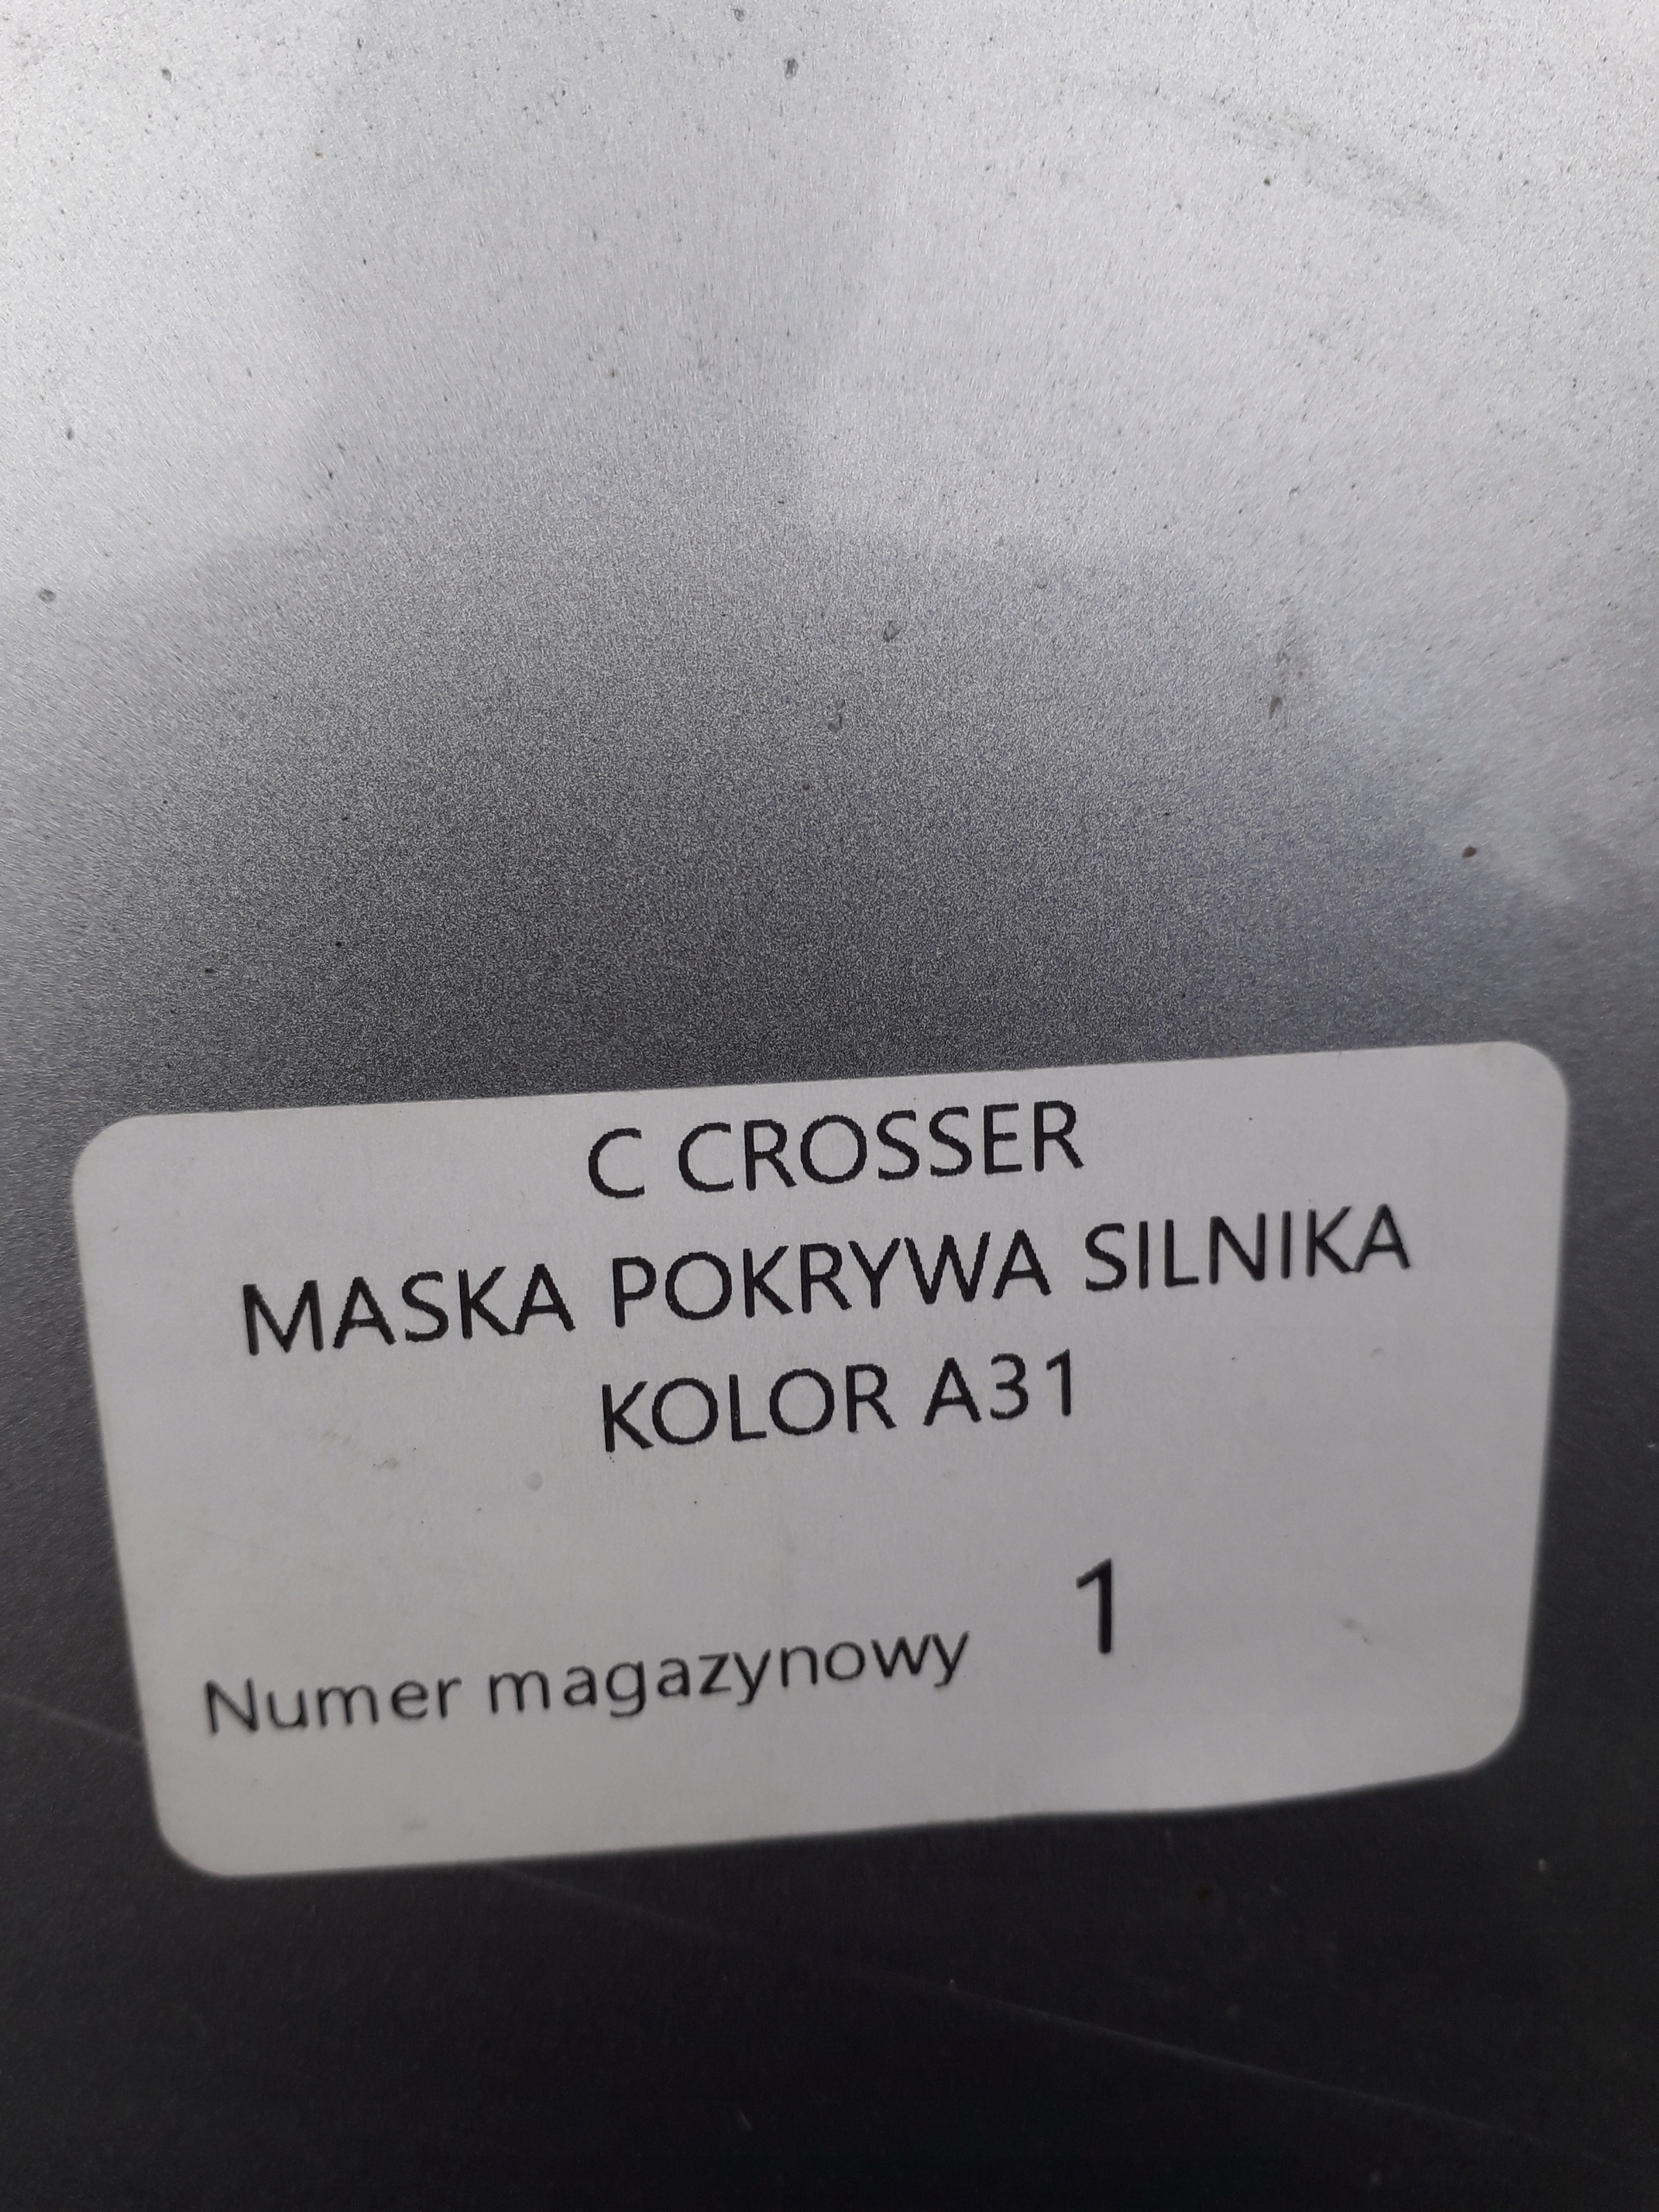 C CROSSER
MASKA POKRYWA SILNIKA
KOLOR A31
Numer magazynowy 1